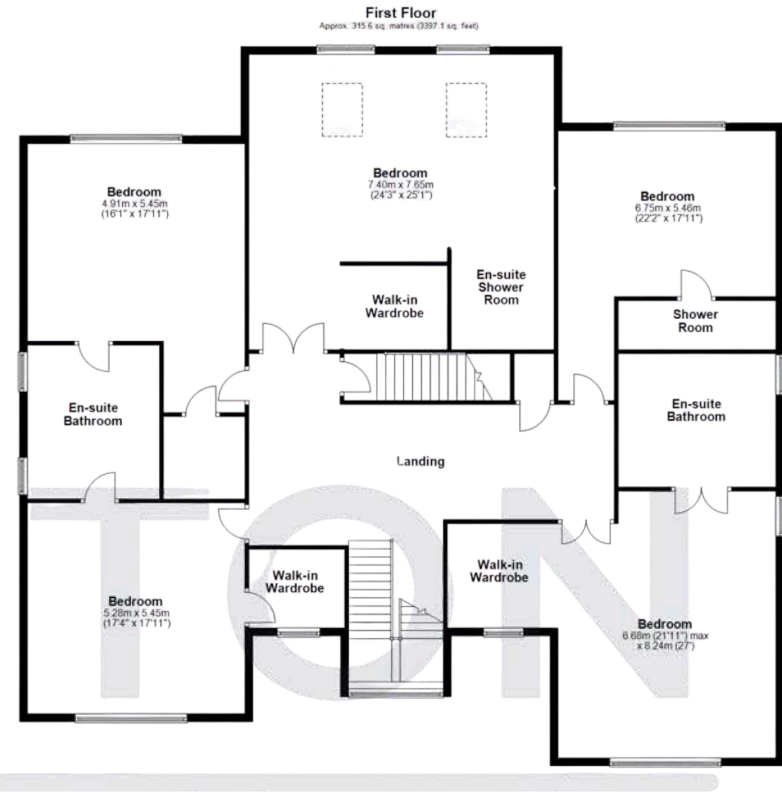 First Floor
Approx. 315.6 sq. metres (3397.1 sq. feet)
Bedroom
7.40m x 7.65m
(24'3" x 25'1")
Bedroom
4.91m x 5.45m
(16'1" x 17'11")
Bedroom
6.75m x 5.46m
(22'2" x 17'11")
En-suite
Shower
Room
Walk-in
Wardrobe
Shower
Room
En-suite
Bathroom
En-suite
Bathroom
Landing
Walk-in
Wardrobe
Walk-in
Wardrobe
Bedroom
5.28m x 5.45m
(17'4" x 17'11")
Bedroom
6.68m (21'11") max
x 8.24m (27')
TON